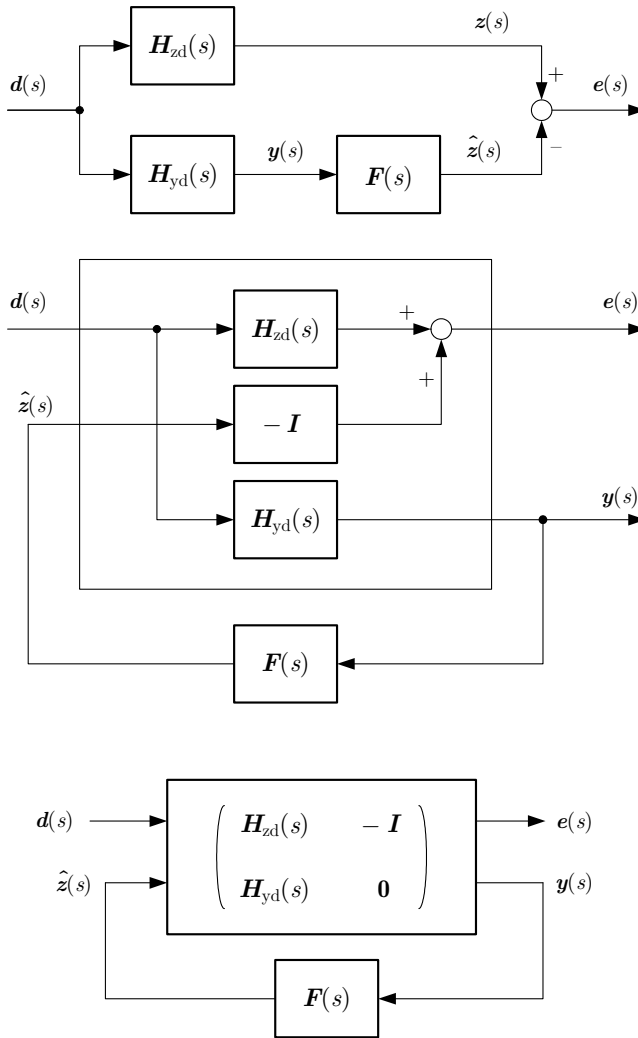 z(s)
H_zd(s)
d(s)
+
e(s)
y(s)
ẑ(s)
−
H_yd(s)
F(s)
d(s)
+
e(s)
H_zd(s)
+
ẑ(s)
− I
y(s)
H_yd(s)
F(s)
d(s)
H_zd(s) − I
e(s)
ẑ(s)
H_yd(s) 0
y(s)
F(s)